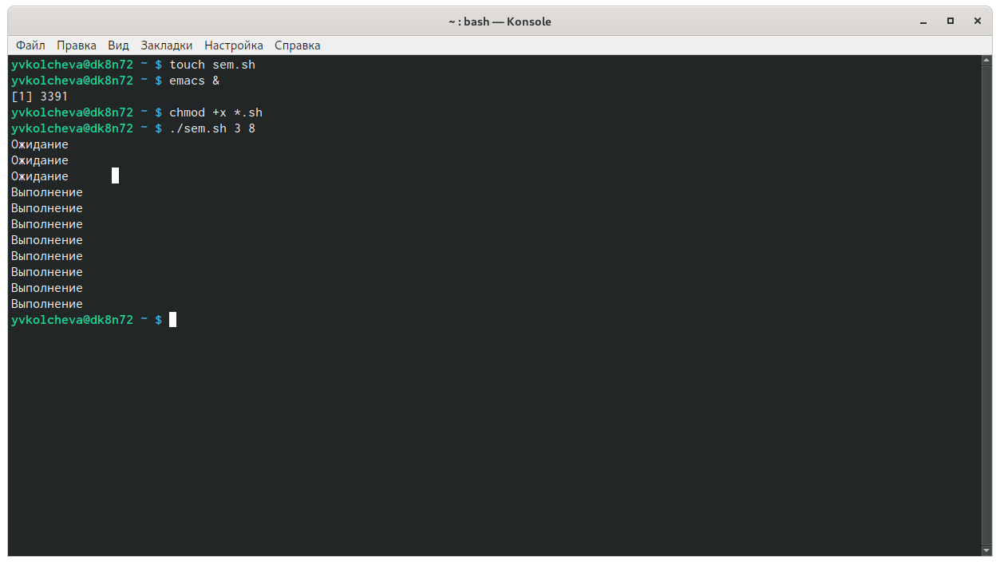 ~ : bash — Konsole
Файл Правка Вид Закладки Настройка Справка
yvkolcheva@dk8n72 ~ $ touch sem.sh
yvkolcheva@dk8n72 ~ $ emacs &
[1] 3391
yvkolcheva@dk8n72 ~ $ chmod +x *.sh
yvkolcheva@dk8n72 ~ $ ./sem.sh 3 8
Ожидание
Ожидание
Ожидание
Выполнение
Выполнение
Выполнение
Выполнение
Выполнение
Выполнение
Выполнение
Выполнение
yvkolcheva@dk8n72 ~ $